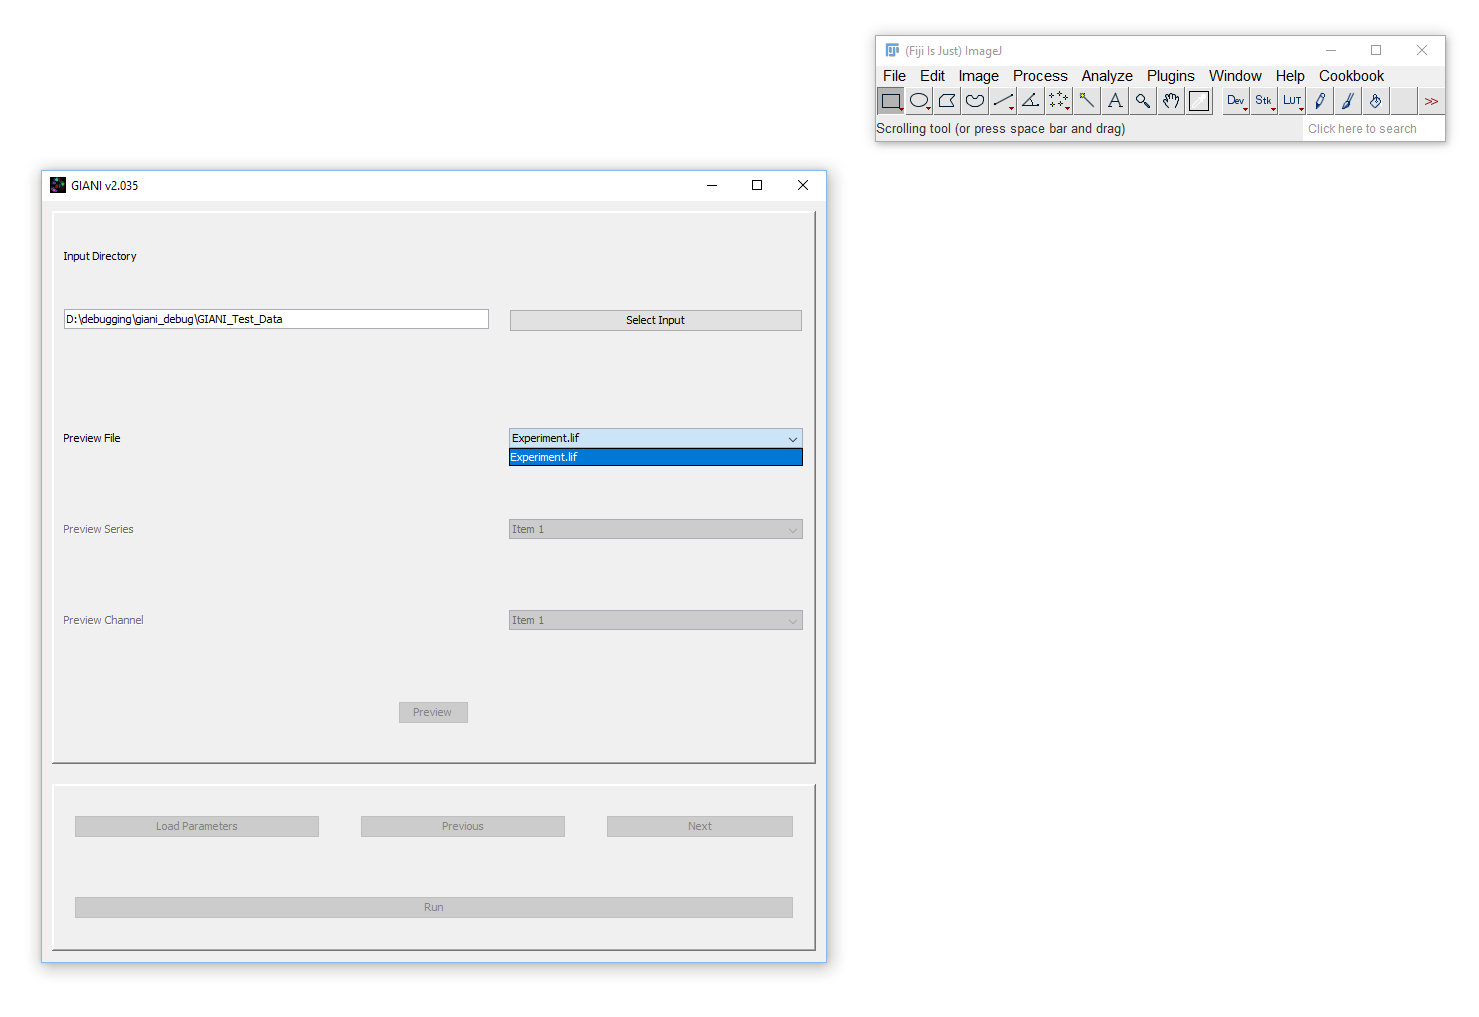 (Fiji Is Just) ImageJ
File Edit Image Process Analyze Plugins Window Help Cookbook
A Dev Stk LUT >>
Scrolling tool (or press space bar and drag) Click here to search
GIANI v2.035
Input Directory
D:\debugging\giani_debug\GIANI_Test_Data Select Input
Preview File Experiment.lif
Experiment.lif
Preview Series Item 1
Preview Channel Item 1
Preview
Load Parameters Previous Next
Run